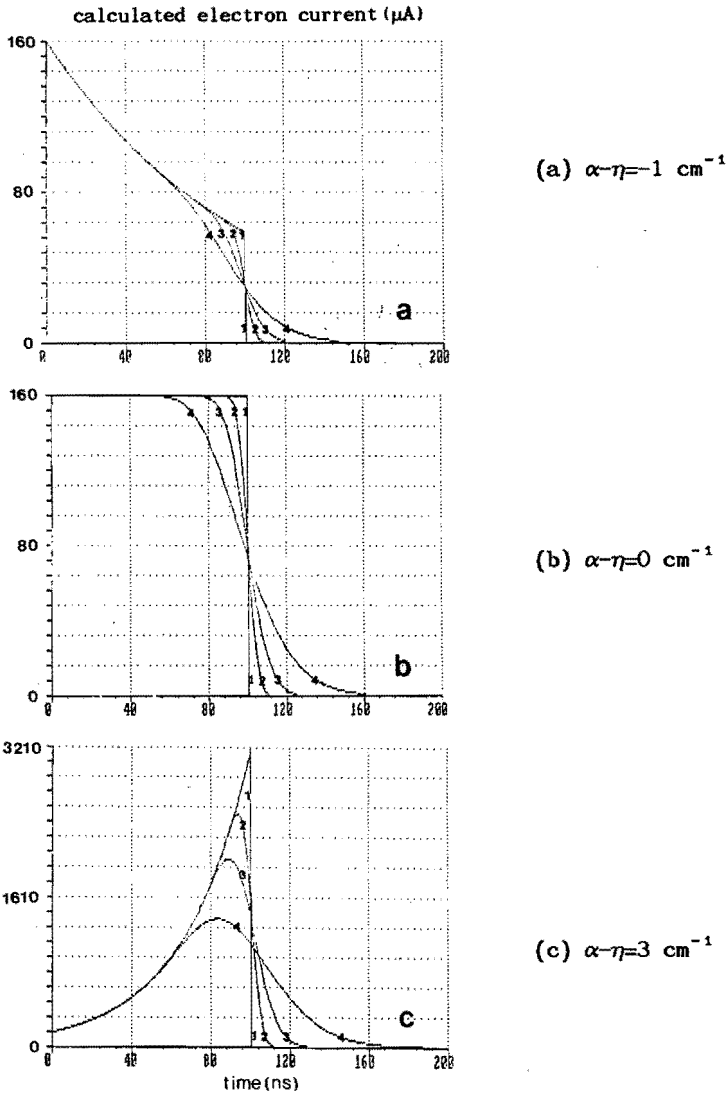 calculated electron current (μA)
160
80
0
4 3 2 1
1 2 3 4
a
0 40 80 120 160 200
(a) α-η=-1 cm⁻¹
160
80
0
4 3 2 1
1 2 3 4
b
0 40 80 120 160 200
(b) α-η=0 cm⁻¹
3210
1610
0
1
2
3
4
1 2 3 4
c
0 40 80 120 160 200
time (ns)
(c) α-η=3 cm⁻¹